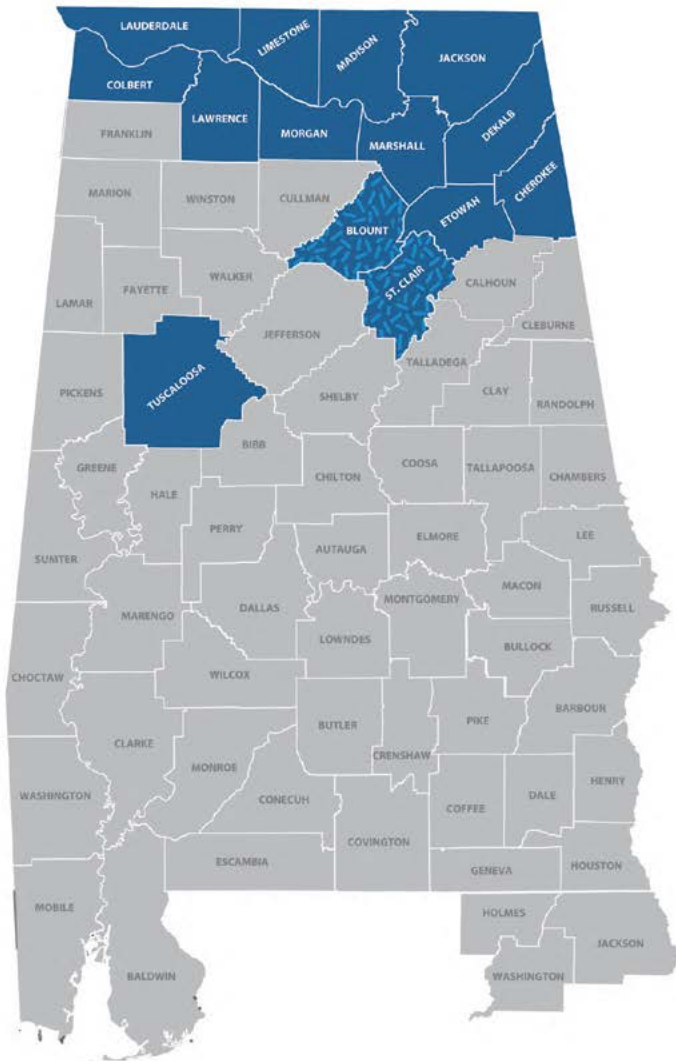 LAUDERDALE
LIMESTONE
MADISON
JACKSON
COLBERT
LAWRENCE
MORGAN
MARSHALL
DEKALB
CHEROKEE
FRANKLIN
MARION
WINSTON
CULLMAN
BLOUNT
ETOWAH
ST. CLAIR
CALHOUN
CLEBURNE
LAMAR
FAYETTE
WALKER
JEFFERSON
TALLADEGA
PICKENS
TUSCALOOSA
SHELBY
CLAY
RANDOLPH
GREENE
BIBB
HALE
CHILTON
COOSA
TALLAPOOSA
CHAMBERS
PERRY
AUTAUGA
ELMORE
LEE
SUMTER
MARENGO
DALLAS
LOWNDES
MONTGOMERY
MACON
RUSSELL
BULLOCK
CHOCTAW
WILCOX
BUTLER
CRENSHAW
PIKE
BARBOUR
CLARKE
MONROE
WASHINGTON
CONECUH
COVINGTON
COFFEE
DALE
HENRY
ESCAMBIA
GENEVA
HOUSTON
MOBILE
BALDWIN
HOLMES
JACKSON
WASHINGTON